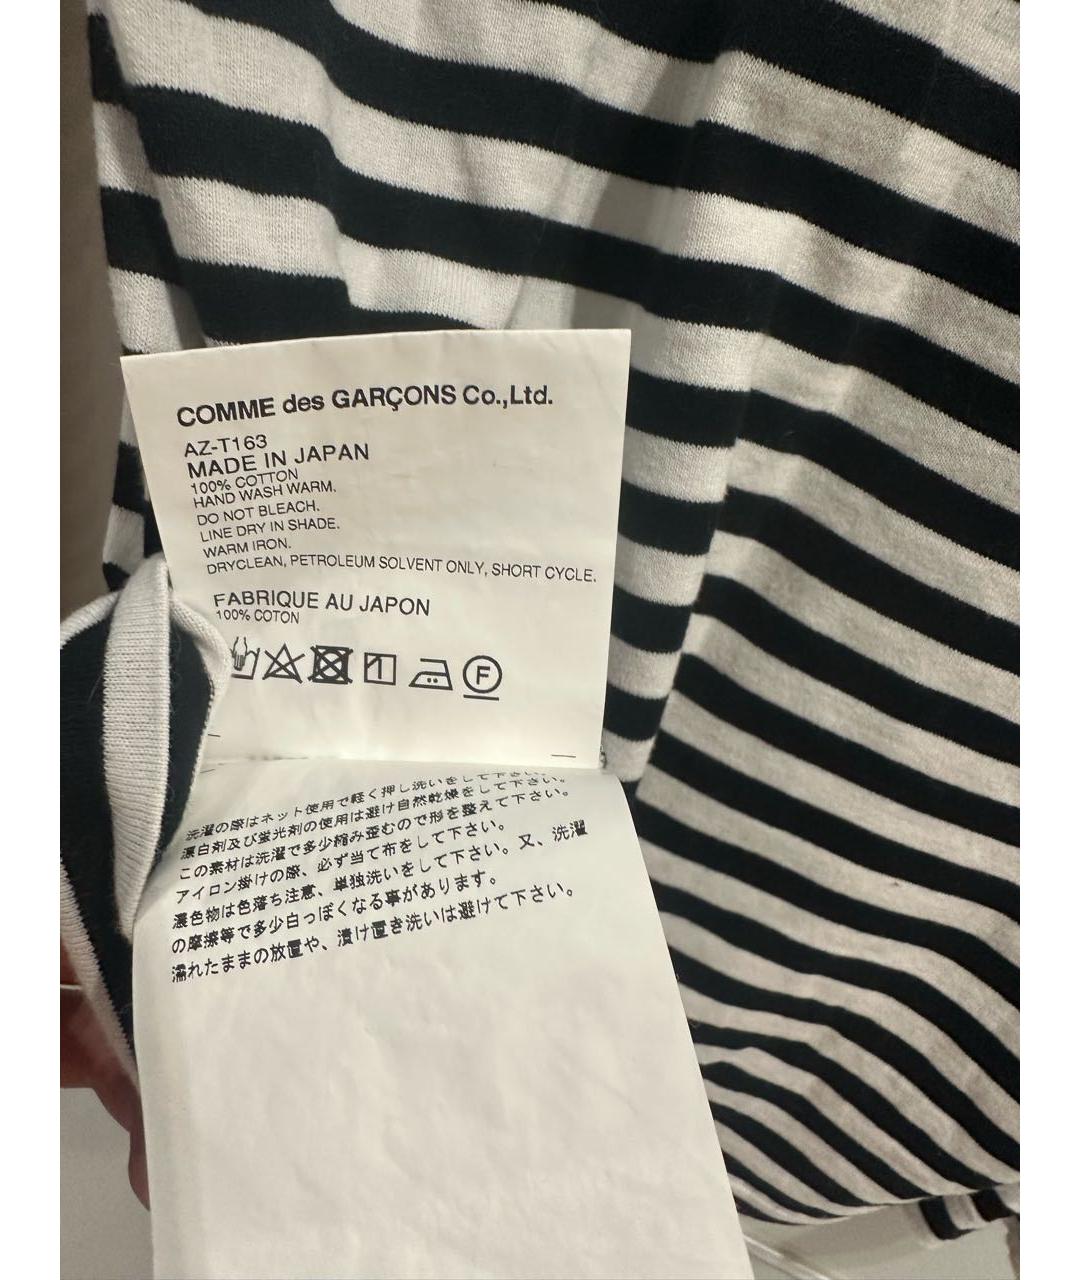 COMME des GARÇONS Co.,Ltd.
AZ-T163
MADE IN JAPAN
100% COTTON
HAND WASH WARM.
DO NOT BLEACH.
LINE DRY IN SHADE.
WARM IRON.
DRYCLEAN, PETROLEUM SOLVENT ONLY, SHORT CYCLE.
FABRIQUE AU JAPON
100% COTON
F
洗濯の際はネット使用で軽く押し洗いをして下さい。
漂白剤及び蛍光剤の使用は避け自然乾燥をして下さい。
この素材は洗濯で多少縮み歪むので形を整えて下さい。
アイロン掛けの際、必ず当て布をして下さい。
濃色物は色落ち注意、単独洗いをして下さい。又、洗濯
の摩擦等で多少白っぽくなる事があります。
濡れたままの放置や、漬け置き洗いは避けて下さい。